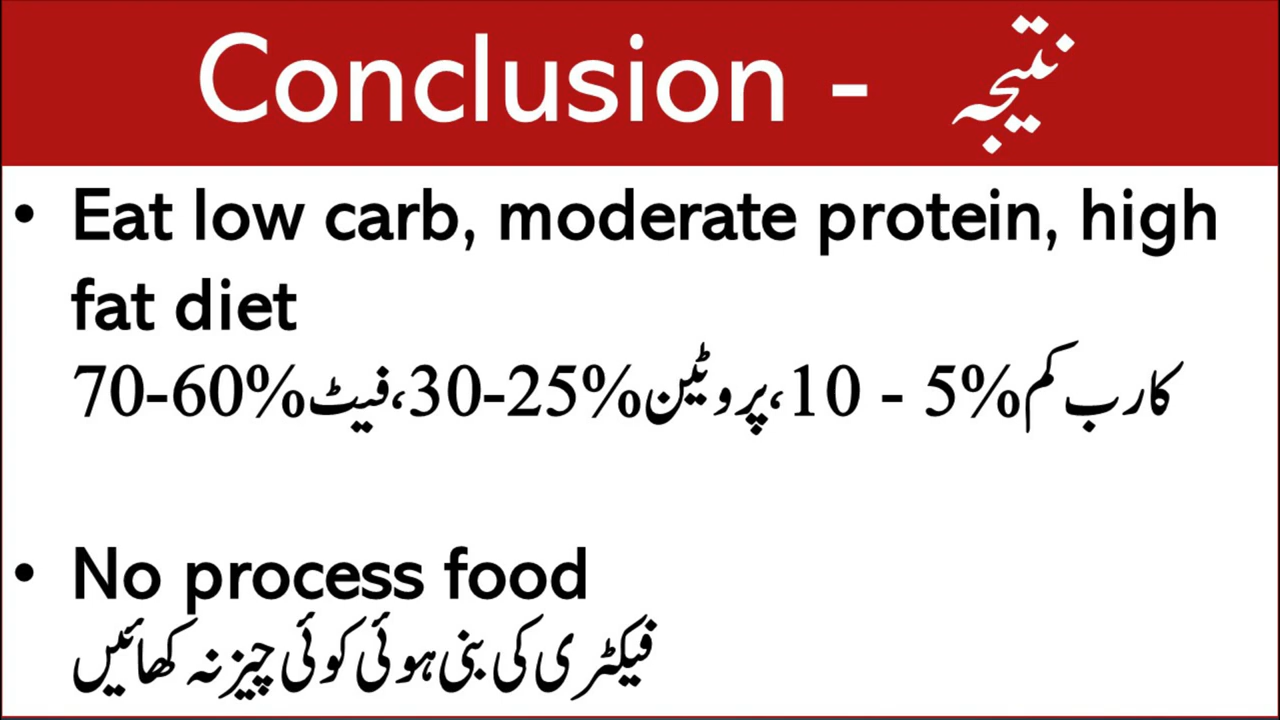 Conclusion - نتیجہ
• Eat low carb, moderate protein, high
fat diet
کارب کم %5 - 10، پروٹین %25-30، فیٹ %60-70
• No process food
فیکٹری کی بنی ہوئی کوئی چیز نہ کھائیں